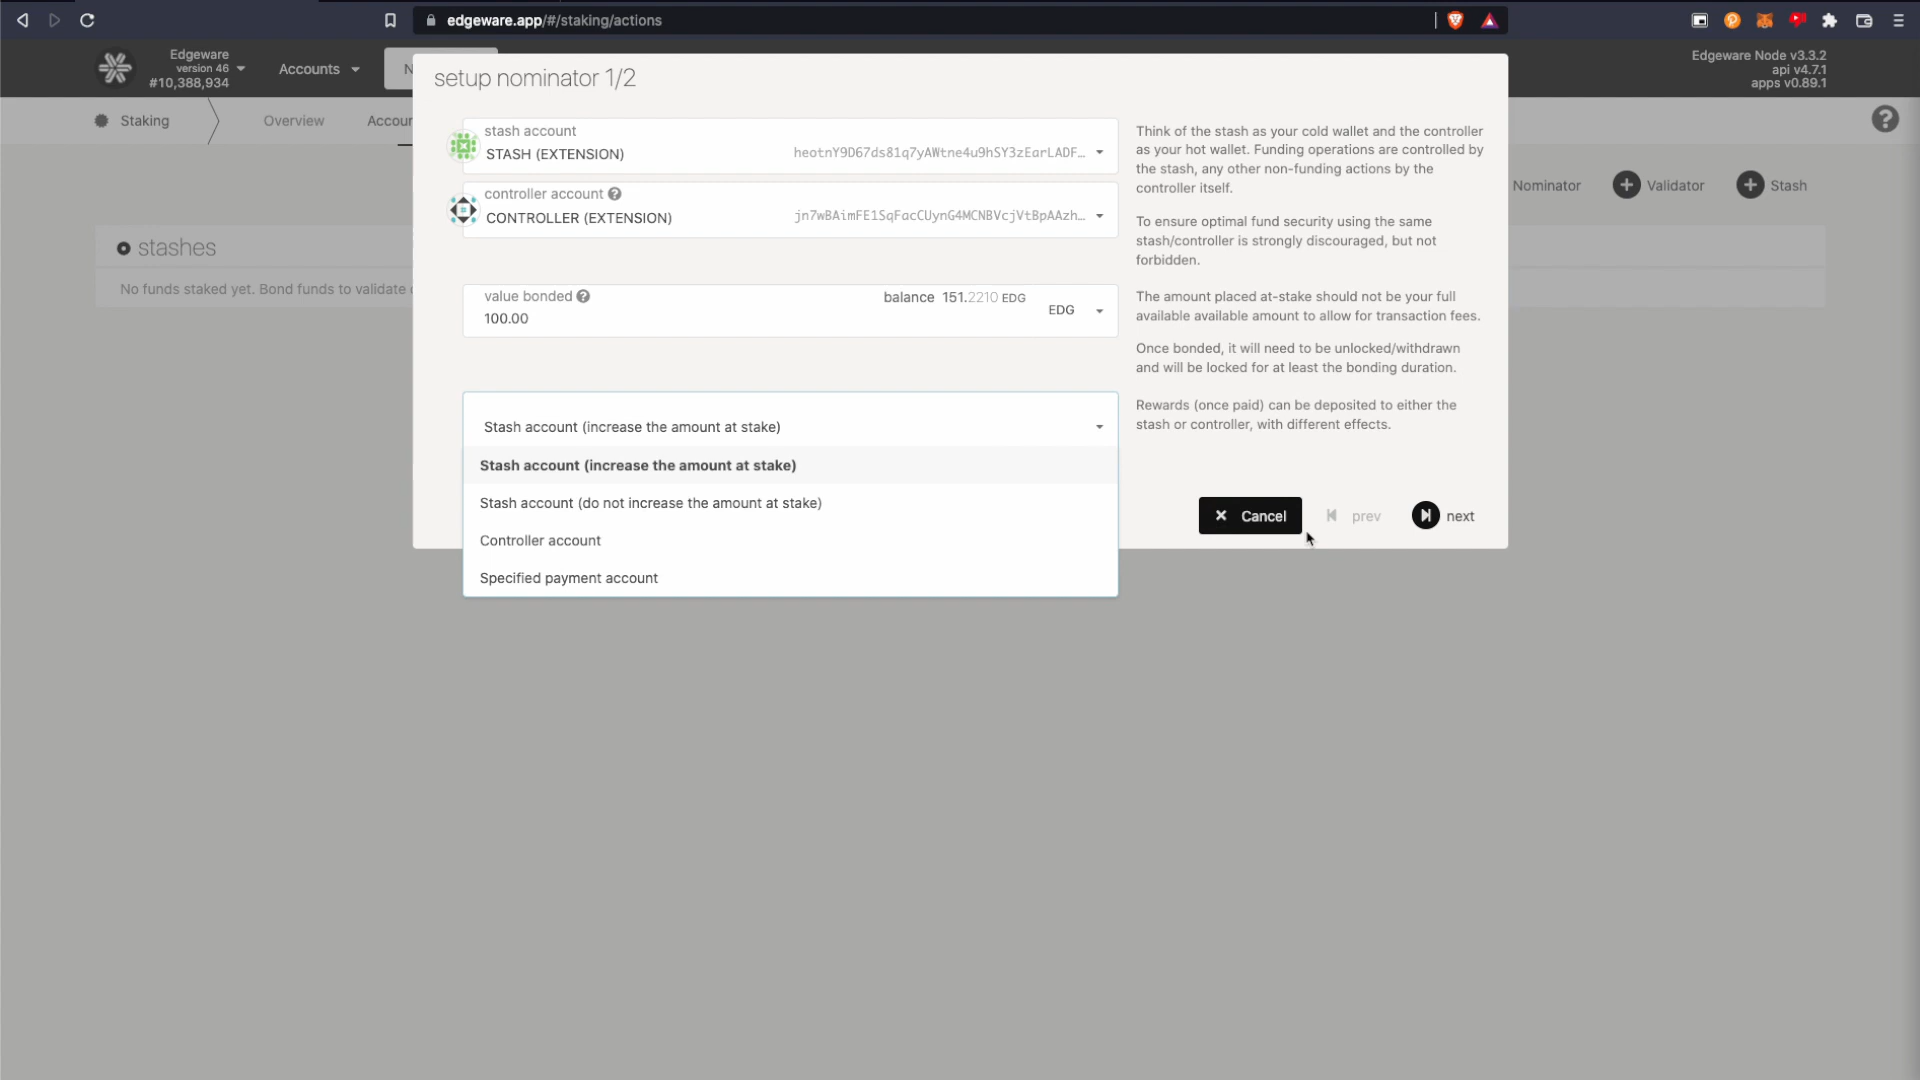 edgeware.app/#/staking/actions
Edgeware
version 46
#10,388,934
Accounts
N
Edgeware Node v3.3.2
api v4.7.1
apps v0.89.1
Staking
Overview
Accour
Nominator
Validator
Stash
stashes
No funds staked yet. Bond funds to validate
setup nominator 1/2
stash account
STASH (EXTENSION)
heotnY9D67ds81q7yAWtne4u9hSY3zEarLADF…
controller account
CONTROLLER (EXTENSION)
jn7wBAimFE1SqFacCUynG4MCNBVcjVtBpAAzh…
Think of the stash as your cold wallet and the controller
as your hot wallet. Funding operations are controlled by
the stash, any other non-funding actions by the
controller itself.
To ensure optimal fund security using the same
stash/controller is strongly discouraged, but not
forbidden.
value bonded
100.00
balance 151.2210 EDG
EDG
The amount placed at-stake should not be your full
available available amount to allow for transaction fees.
Once bonded, it will need to be unlocked/withdrawn
and will be locked for at least the bonding duration.
Stash account (increase the amount at stake)
Stash account (increase the amount at stake)
Stash account (do not increase the amount at stake)
Controller account
Specified payment account
Rewards (once paid) can be deposited to either the
stash or controller, with different effects.
Cancel
prev
next